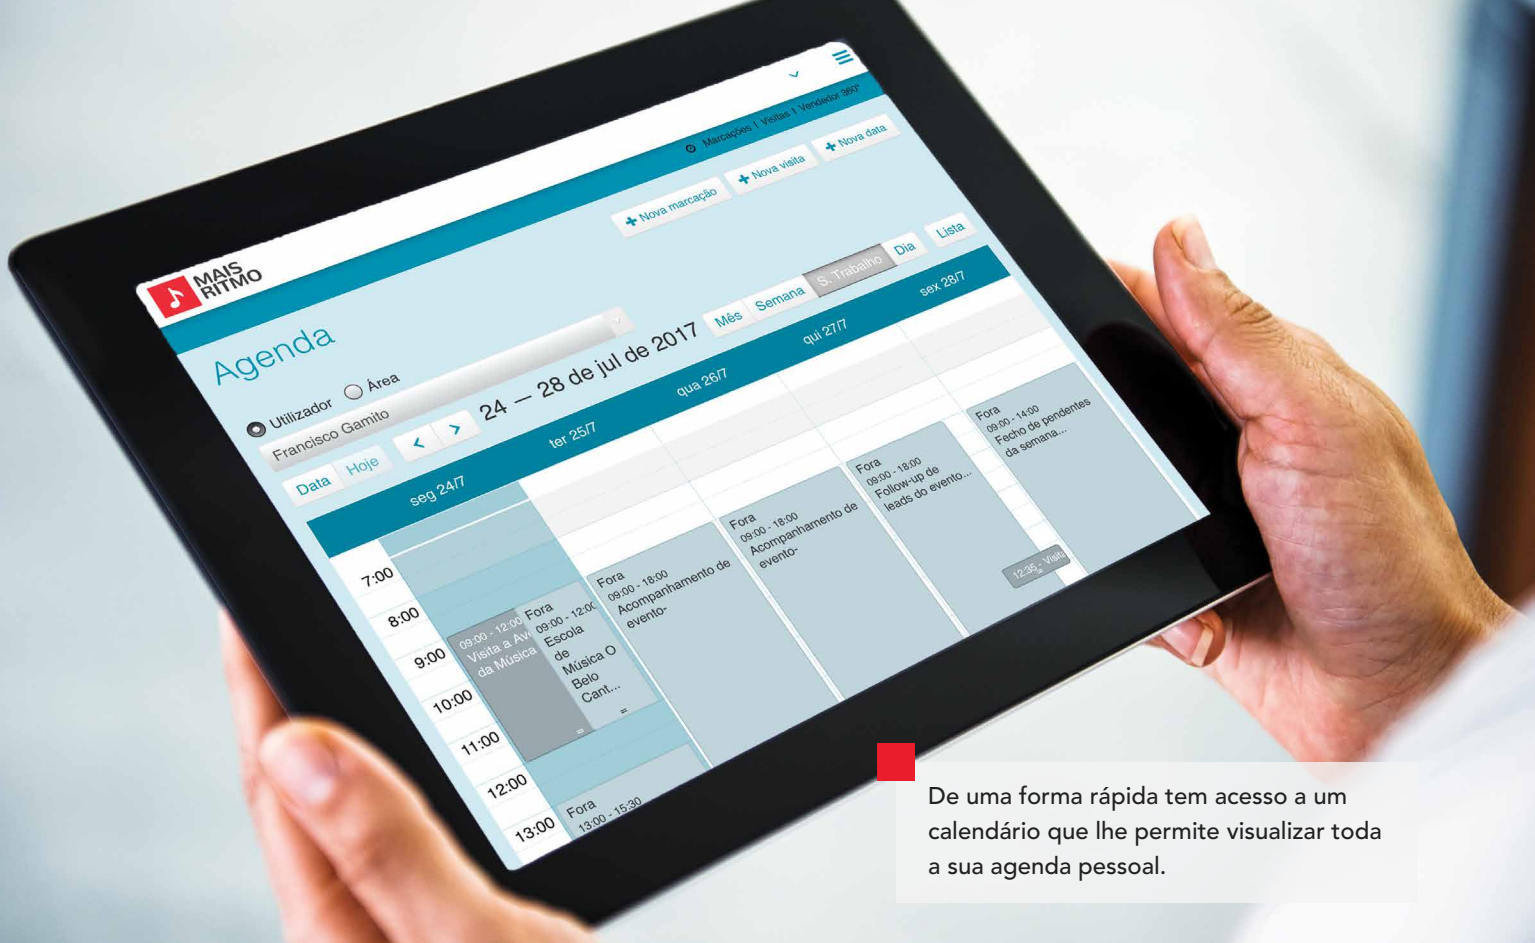 Marcações | Visitas | Vendedor 360°
Nova marcação
Nova visita
Nova data
MAIS
RITMO
Agenda
Utilizador
Área
Francisco Gamito
Data
Hoje
24 — 28 de jul de 2017
Mês
Semana
S. Trabalho
Dia
Lista
seg 24/7
ter 25/7
qua 26/7
qui 27/7
sex 28/7
7:00
8:00
9:00
10:00
11:00
12:00
13:00
09:00 - 12:00
Visita a
da Música
Fora
09:00 - 12:00
Escola
de
Música O
Belo
Cant...
Fora
13:00 - 15:30
Fora
09:00 - 18:00
Acompanhamento de
evento-
Fora
09:00 - 18:00
Acompanhamento de
evento-
Fora
09:00 - 18:00
Follow-up de
leads do evento...
12:35 - Visita
Fora
09:00 - 14:00
Fecho de pendentes
da semana...
De uma forma rápida tem acesso a um
calendário que lhe permite visualizar toda
a sua agenda pessoal.